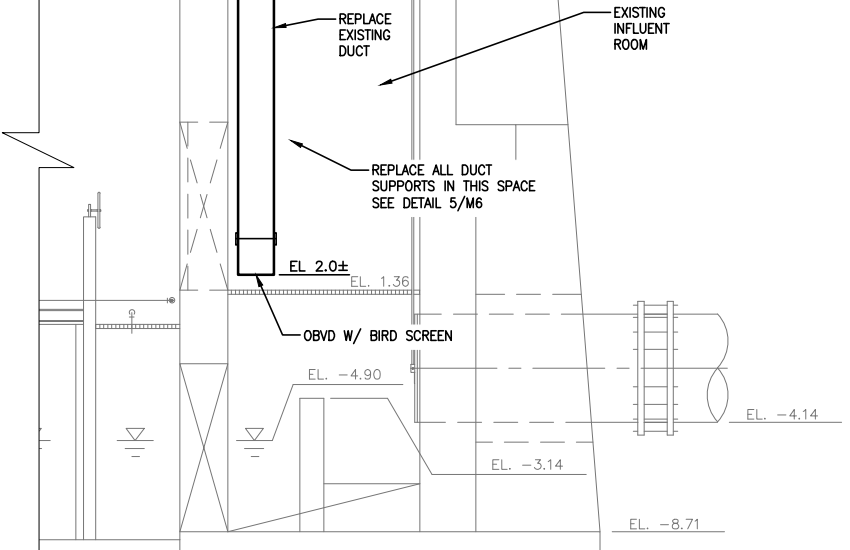 REPLACE
EXISTING
DUCT
EXISTING
INFLUENT
ROOM
REPLACE ALL DUCT
SUPPORTS IN THIS SPACE
SEE DETAIL 5/M6
EL 2.0±
EL. 1.36
OBVD W/ BIRD SCREEN
EL. -4.90
EL. -4.14
EL. -3.14
EL. -8.71